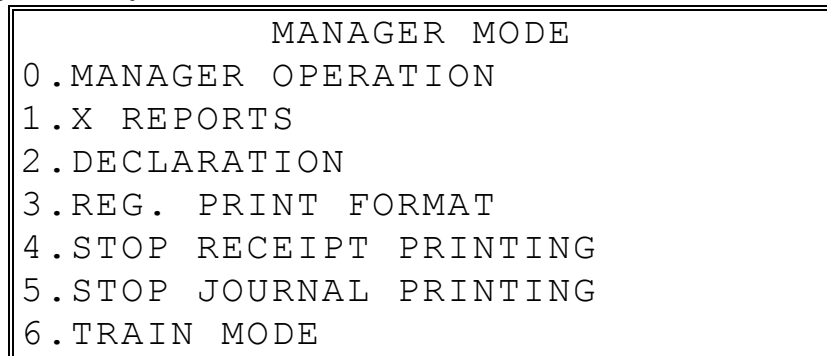 MANAGER MODE
0.MANAGER OPERATION
1.X REPORTS
2.DECLARATION
3.REG. PRINT FORMAT
4.STOP RECEIPT PRINTING
5.STOP JOURNAL PRINTING
6.TRAIN MODE